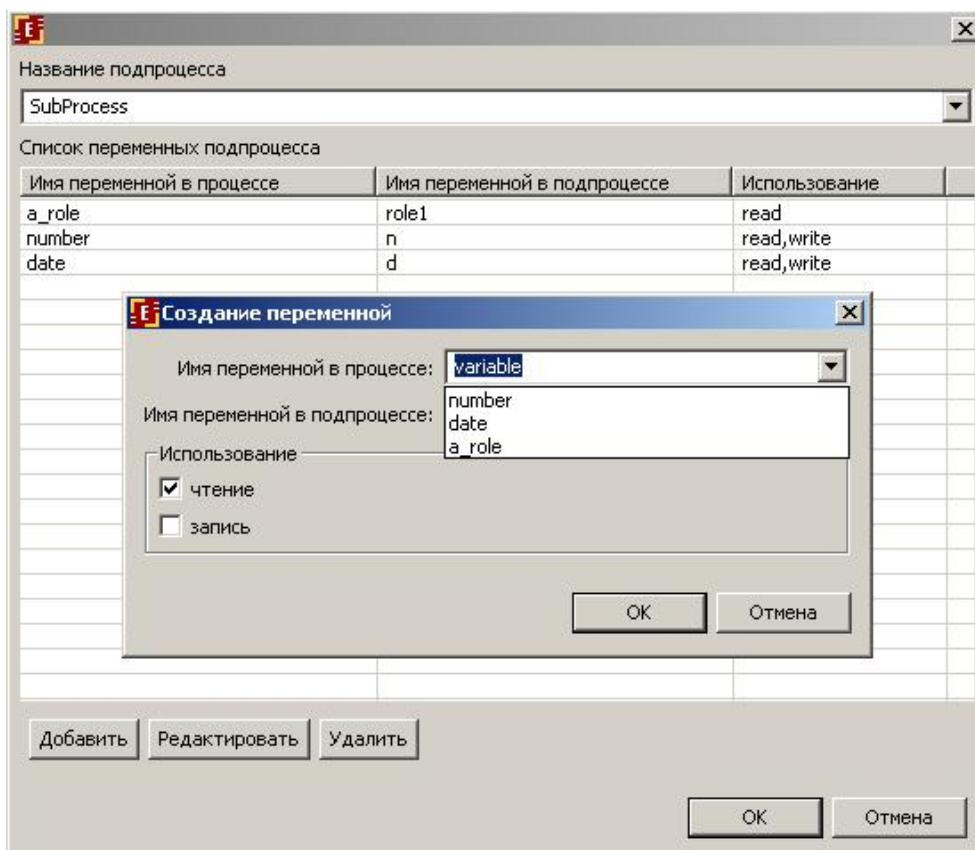 Название подпроцесса
SubProcess
Список переменных подпроцесса
Имя переменной в процессе Имя переменной в подпроцессе Использование
a_role role1 read
number n read,write
date d read,write
E Создание переменной
Имя переменной в процессе: variable
number
Имя переменной в подпроцессе:
date
a_role
Использование
чтение
запись
OK Отмена
Добавить Редактировать Удалить
OK Отмена